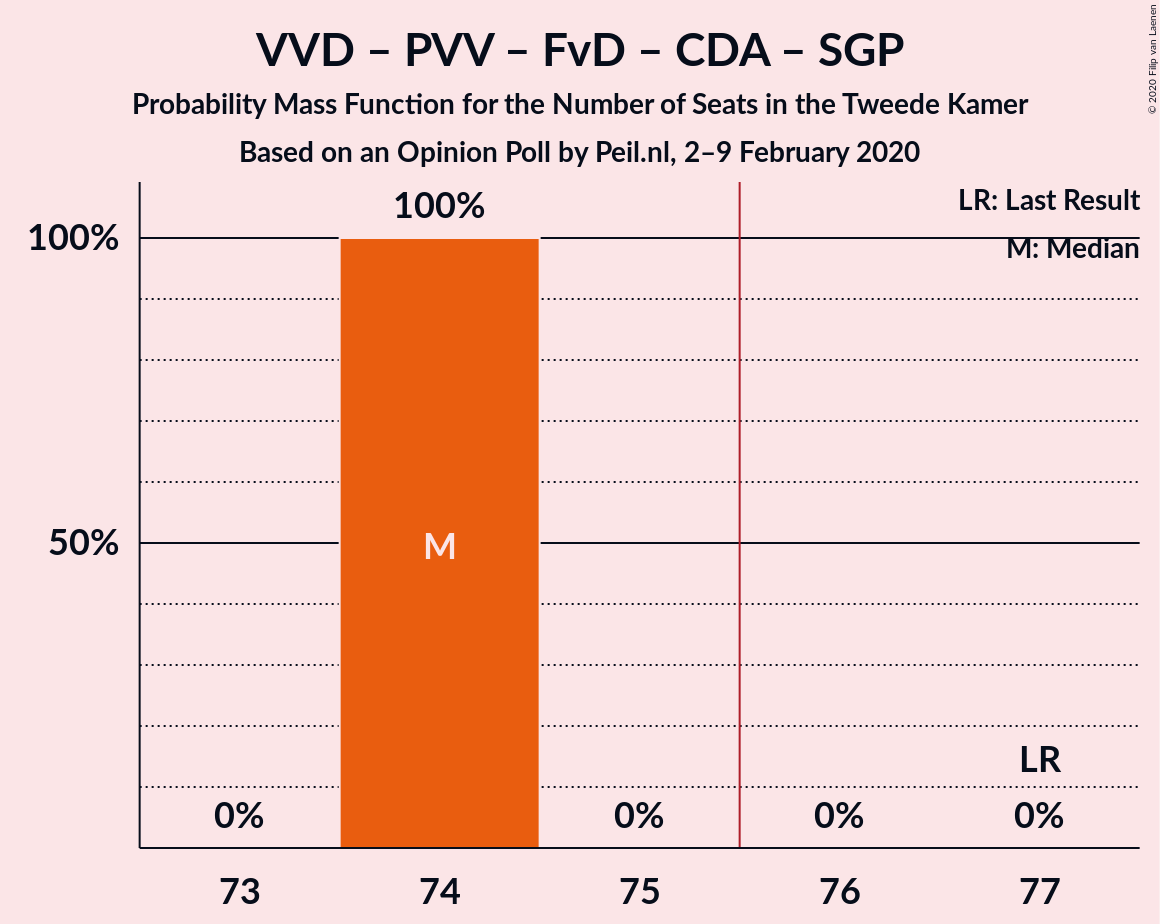 VVD – PVV – FvD – CDA – SGP
Probability Mass Function for the Number of Seats in the Tweede Kamer
Based on an Opinion Poll by Peil.nl, 2–9 February 2020
© 2020 Filip van Laenen
LR: Last Result
M: Median
100%
100%
50%
M
LR
0%
0%
0%
0%
73
74
75
76
77